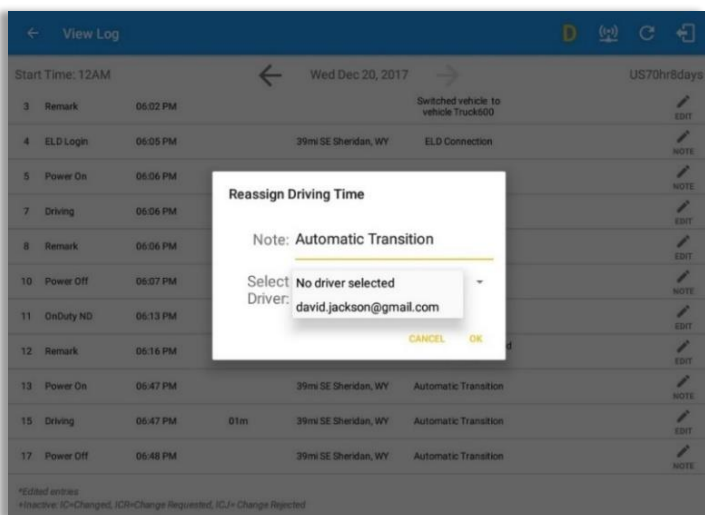 View Log
D
Start Time: 12AM
Wed Dec 20, 2017
US70hr8days
3 Remark 06:02 PM Switched vehicle to
vehicle Truck600 EDIT
4 ELD Login 06:05 PM 39mi SE Sheridan, WY ELD Connection NOTE
5 Power On 06:06 PM NOTE
7 Driving 06:06 PM EDIT
8 Remark 06:06 PM EDIT
10 Power Off 06:07 PM NOTE
11 OnDuty ND 06:13 PM EDIT
12 Remark 06:16 PM d EDIT
13 Power On 06:47 PM 39mi SE Sheridan, WY Automatic Transition NOTE
15 Driving 06:47 PM 01m 39mi SE Sheridan, WY Automatic Transition EDIT
17 Power Off 06:48 PM 39mi SE Sheridan, WY Automatic Transition NOTE
*Edited entries
+Inactive: IC=Changed, ICR=Change Requested, ICJ= Change Rejected
Reassign Driving Time
Note: Automatic Transition
Select
Driver:
No driver selected
david.jackson@gmail.com
CANCEL OK